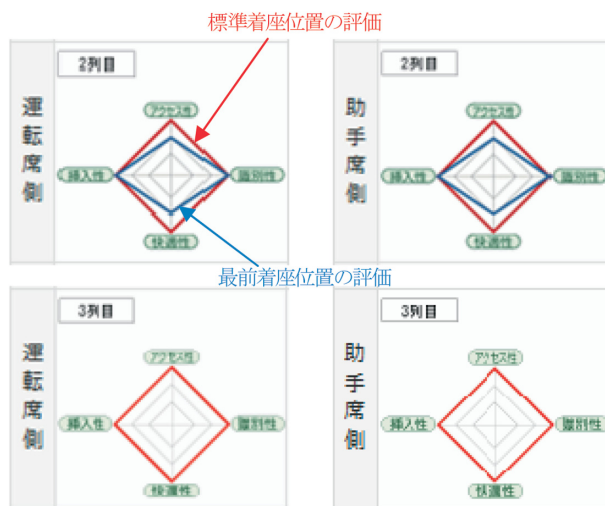 標準着座位置の評価
2列目
運転席側
アクセス性
挿入性
識別性
快適性
2列目
助手席側
アクセス性
挿入性
識別性
快適性
最前着座位置の評価
3列目
運転席側
アクセス性
挿入性
識別性
快適性
3列目
助手席側
アクセス性
挿入性
識別性
快適性